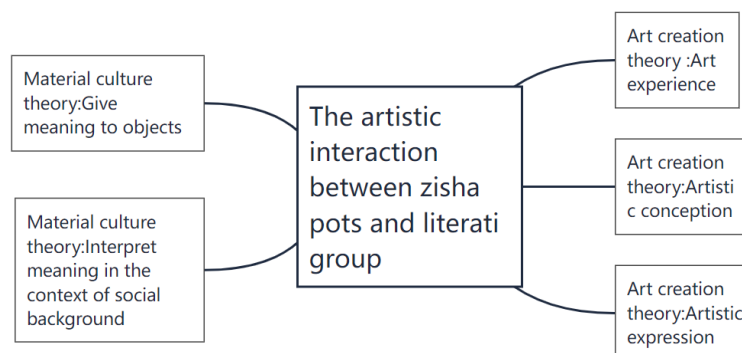 Material culture
theory:Give
meaning to objects
Material culture
theory:Interpret
meaning in the
context of social
background
The artistic
interaction
between zisha
pots and literati
group
Art creation
theory :Art
experience
Art creation
theory:Artisti
c conception
Art creation
theory:Artistic
expression